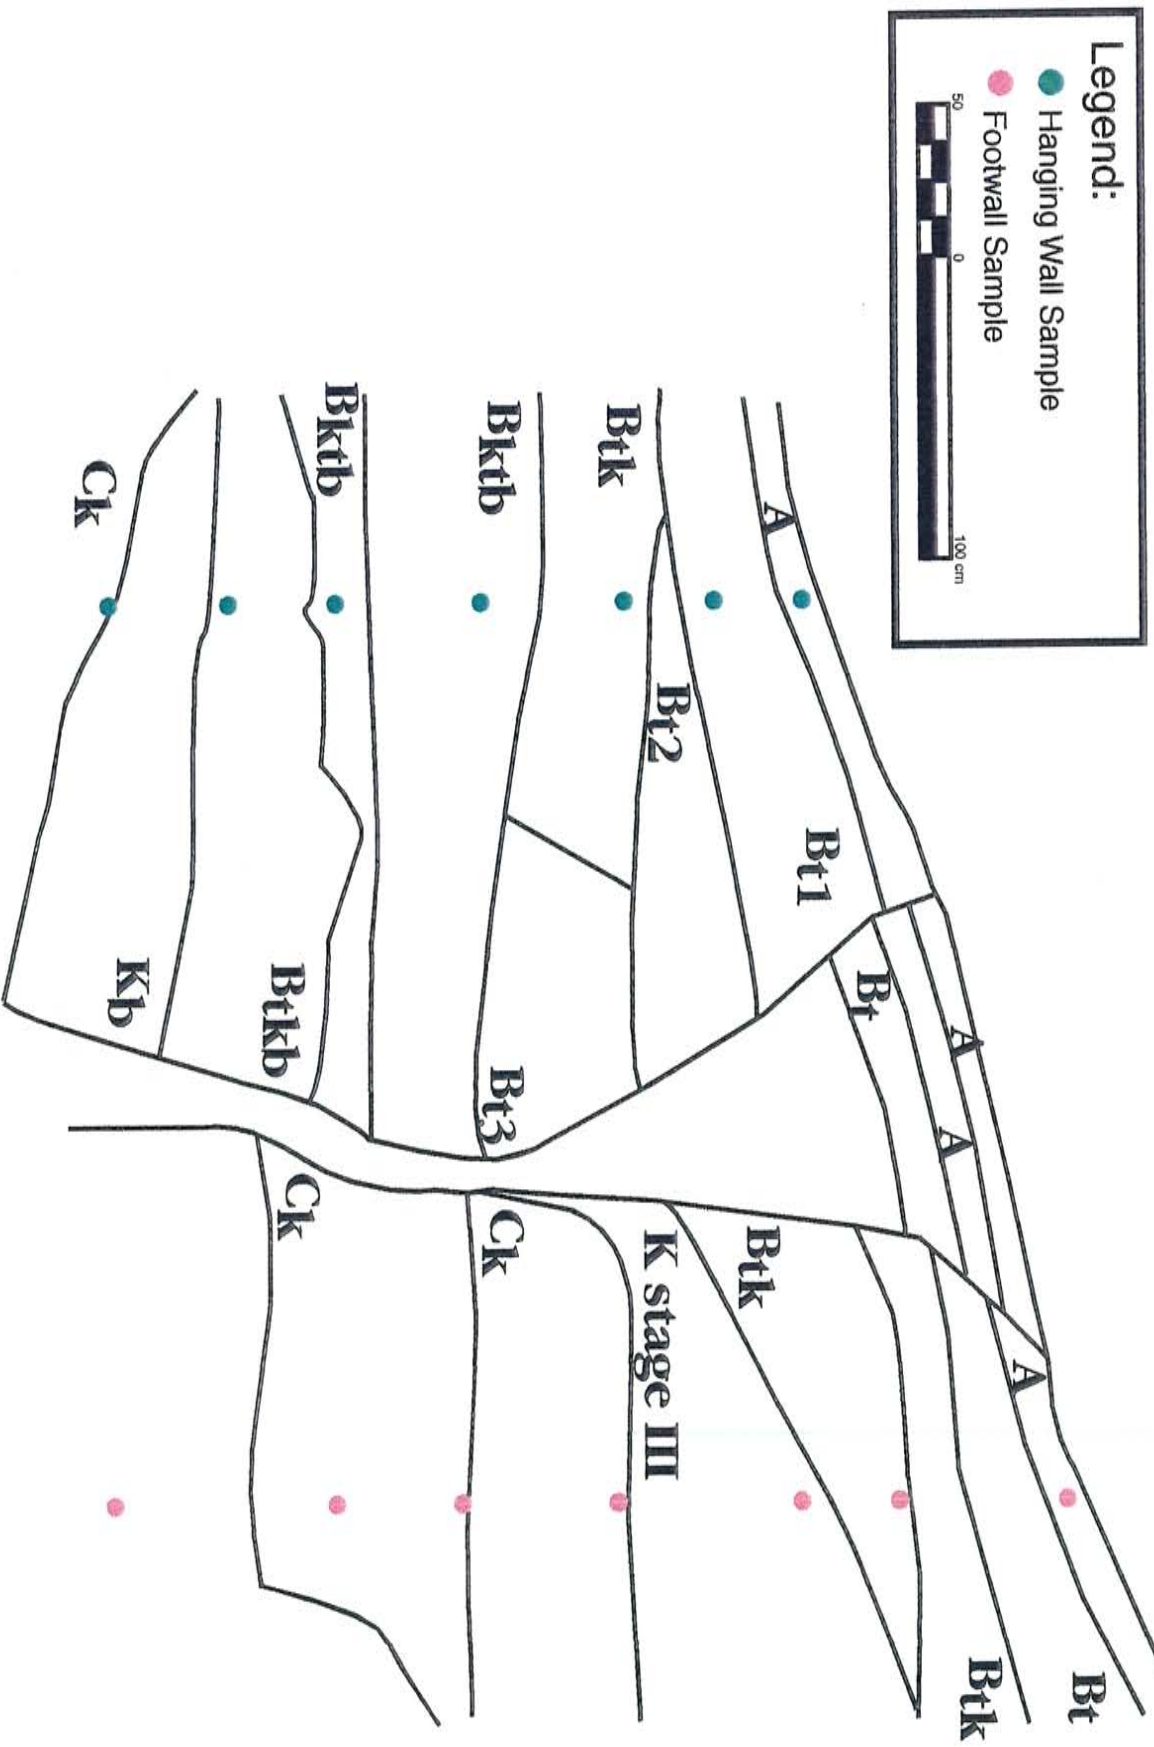 Legend:
Hanging Wall Sample
Footwall Sample
50 0 100 cm
A
Btk
Bktb
Bktb
Ck
Bt2
Bt1
Kb
Btkb
Bt3
Bt
A
A
A
Ck
Ck
K stage III
Btk
Bt
Btk